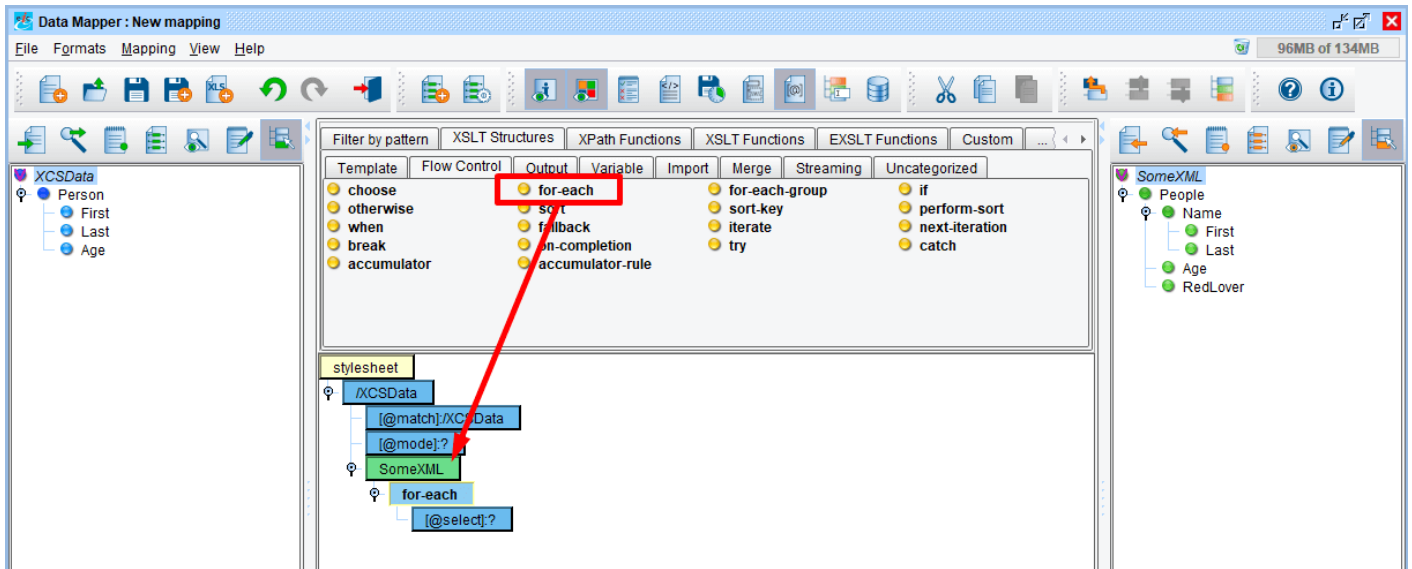 Data Mapper : New mapping
File Formats Mapping View Help
96MB of 134MB
XLS
</>
[@]
Filter by pattern XSLT Structures XPath Functions XSLT Functions EXSLT Functions Custom ...
Template Flow Control Output Variable Import Merge Streaming Uncategorized
choose for-each for-each-group if
otherwise sort sort-key perform-sort
when fallback iterate next-iteration
break on-completion try catch
accumulator accumulator-rule
XCSData
Person
First
Last
Age
stylesheet
/XCSData
[@match]:/XCSData
[@mode]:?
SomeXML
for-each
[@select]:?
SomeXML
People
Name
First
Last
Age
RedLover